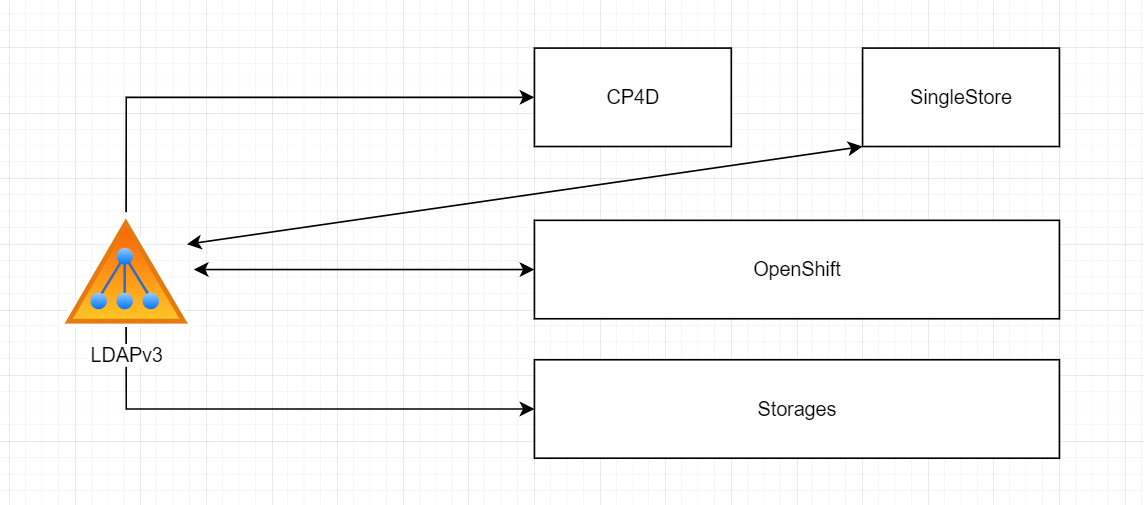 CP4D
SingleStore
OpenShift
LDAPv3
Storages